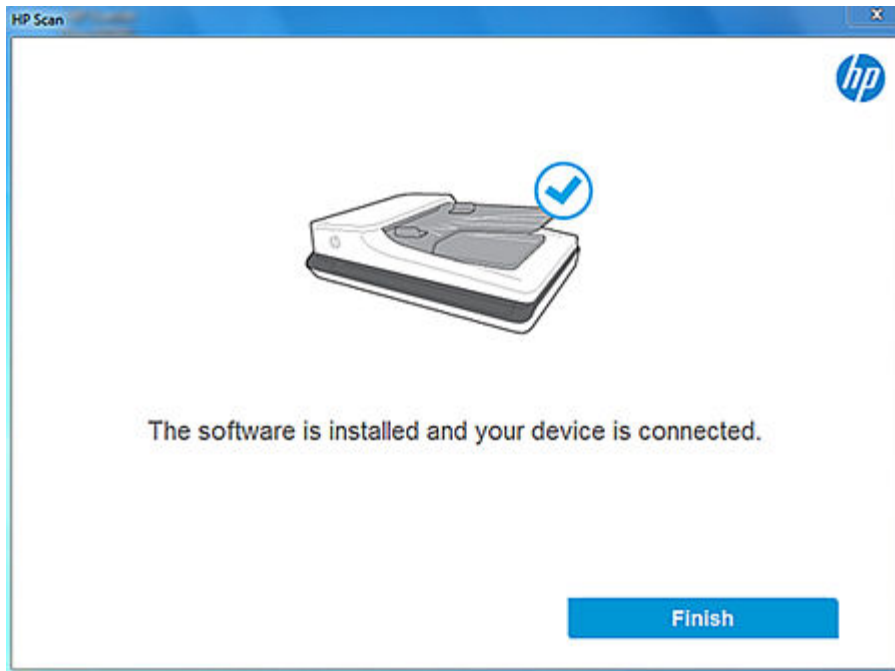 HP Scan
hp
The software is installed and your device is connected.
Finish